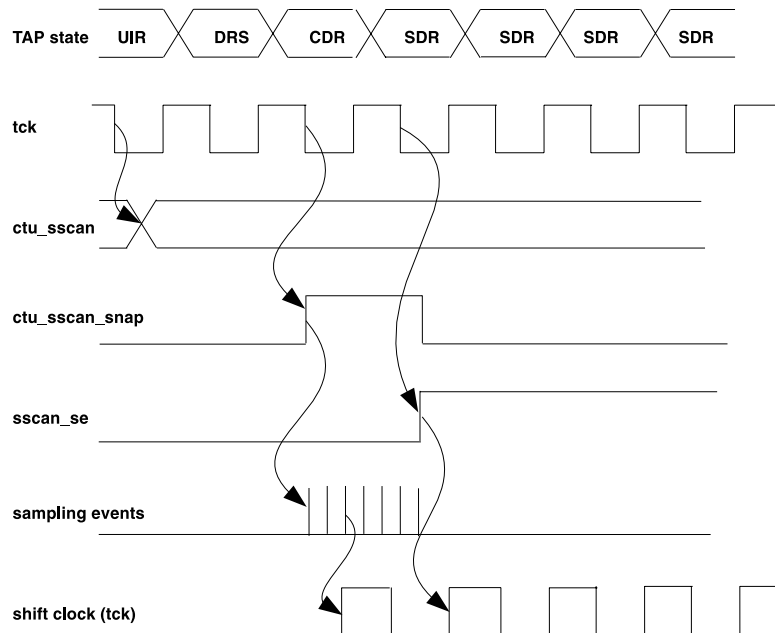 TAP state UIR DRS CDR SDR SDR SDR SDR
tck
ctu_sscan
ctu_sscan_snap
sscan_se
sampling events
shift clock (tck)